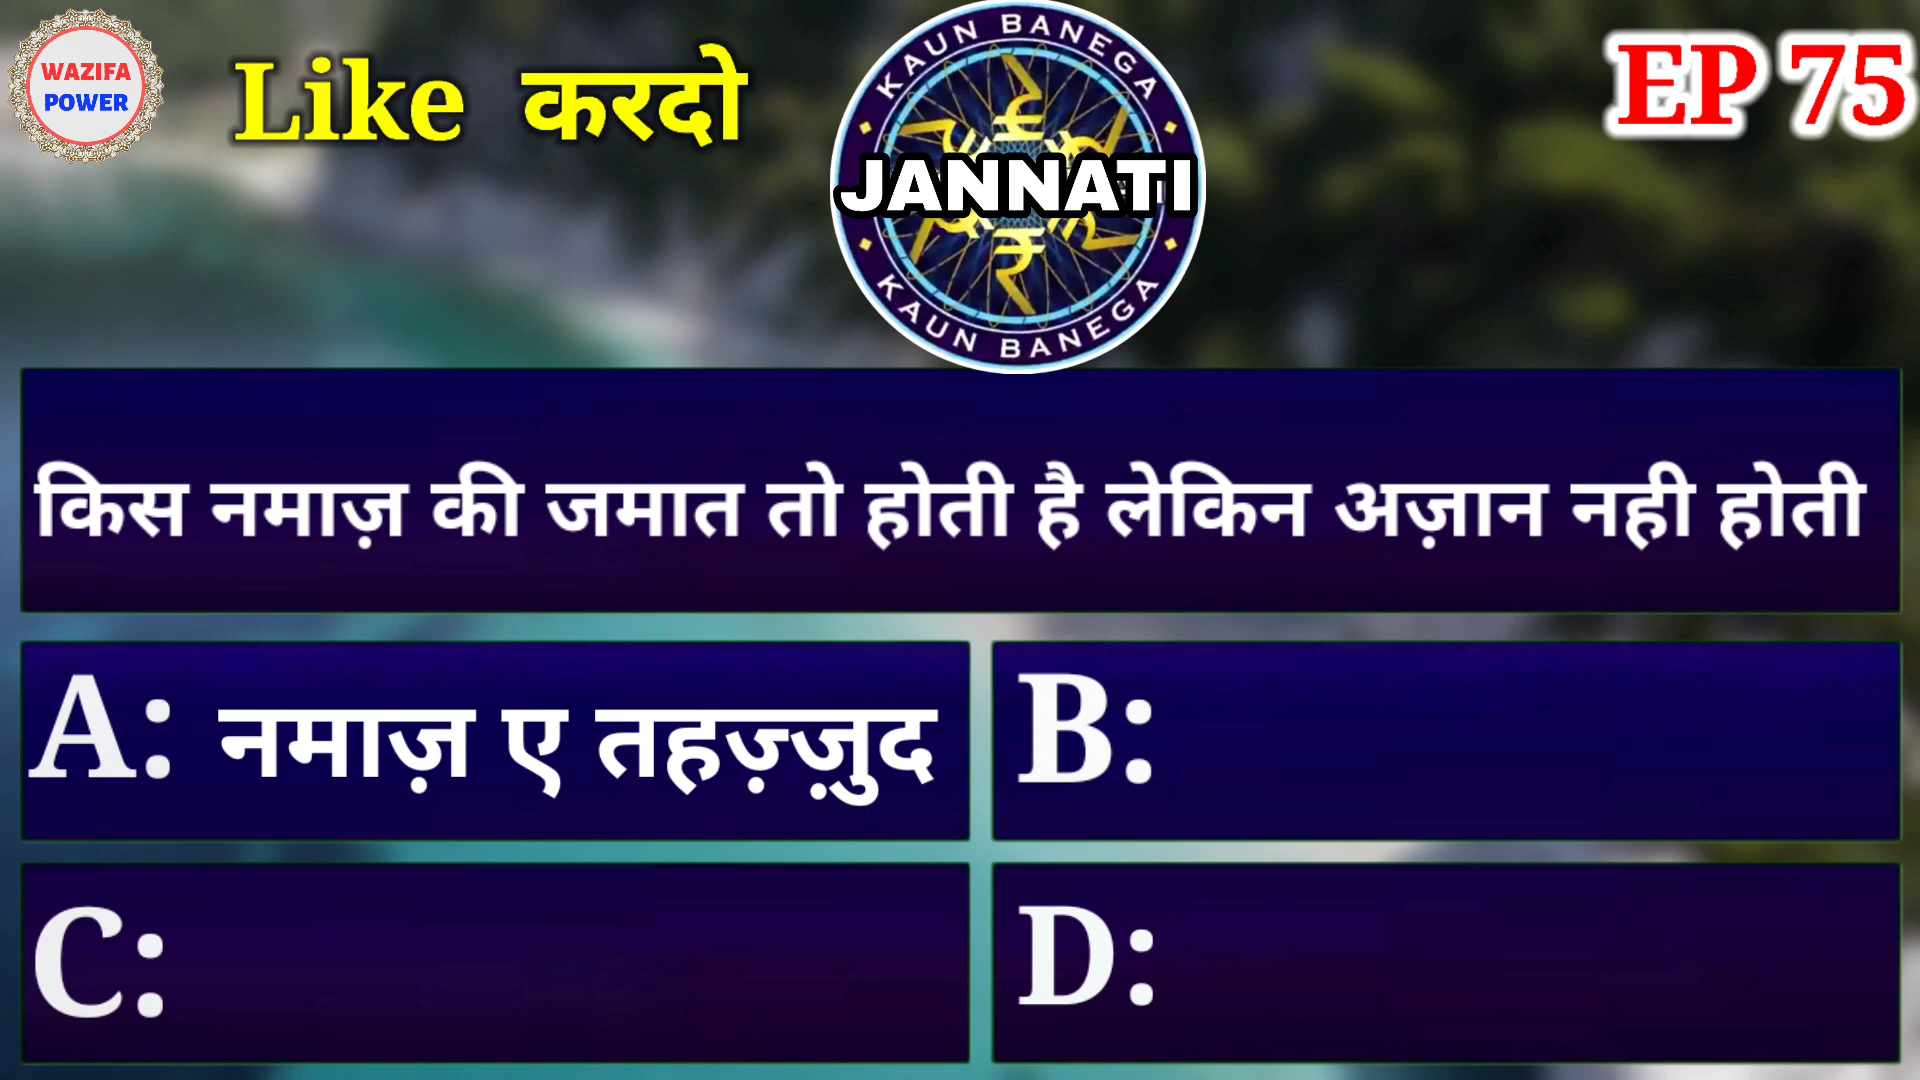 WAZIFA
POWER
Like करदो
KAUN BANEGA
JANNATI
KAUN BANEGA
EP 75
किस नमाज़ की जमात तो होती है लेकिन अज़ान नही होती
A: नमाज़ ए तहज़्ज़ुद
B:
C:
D: